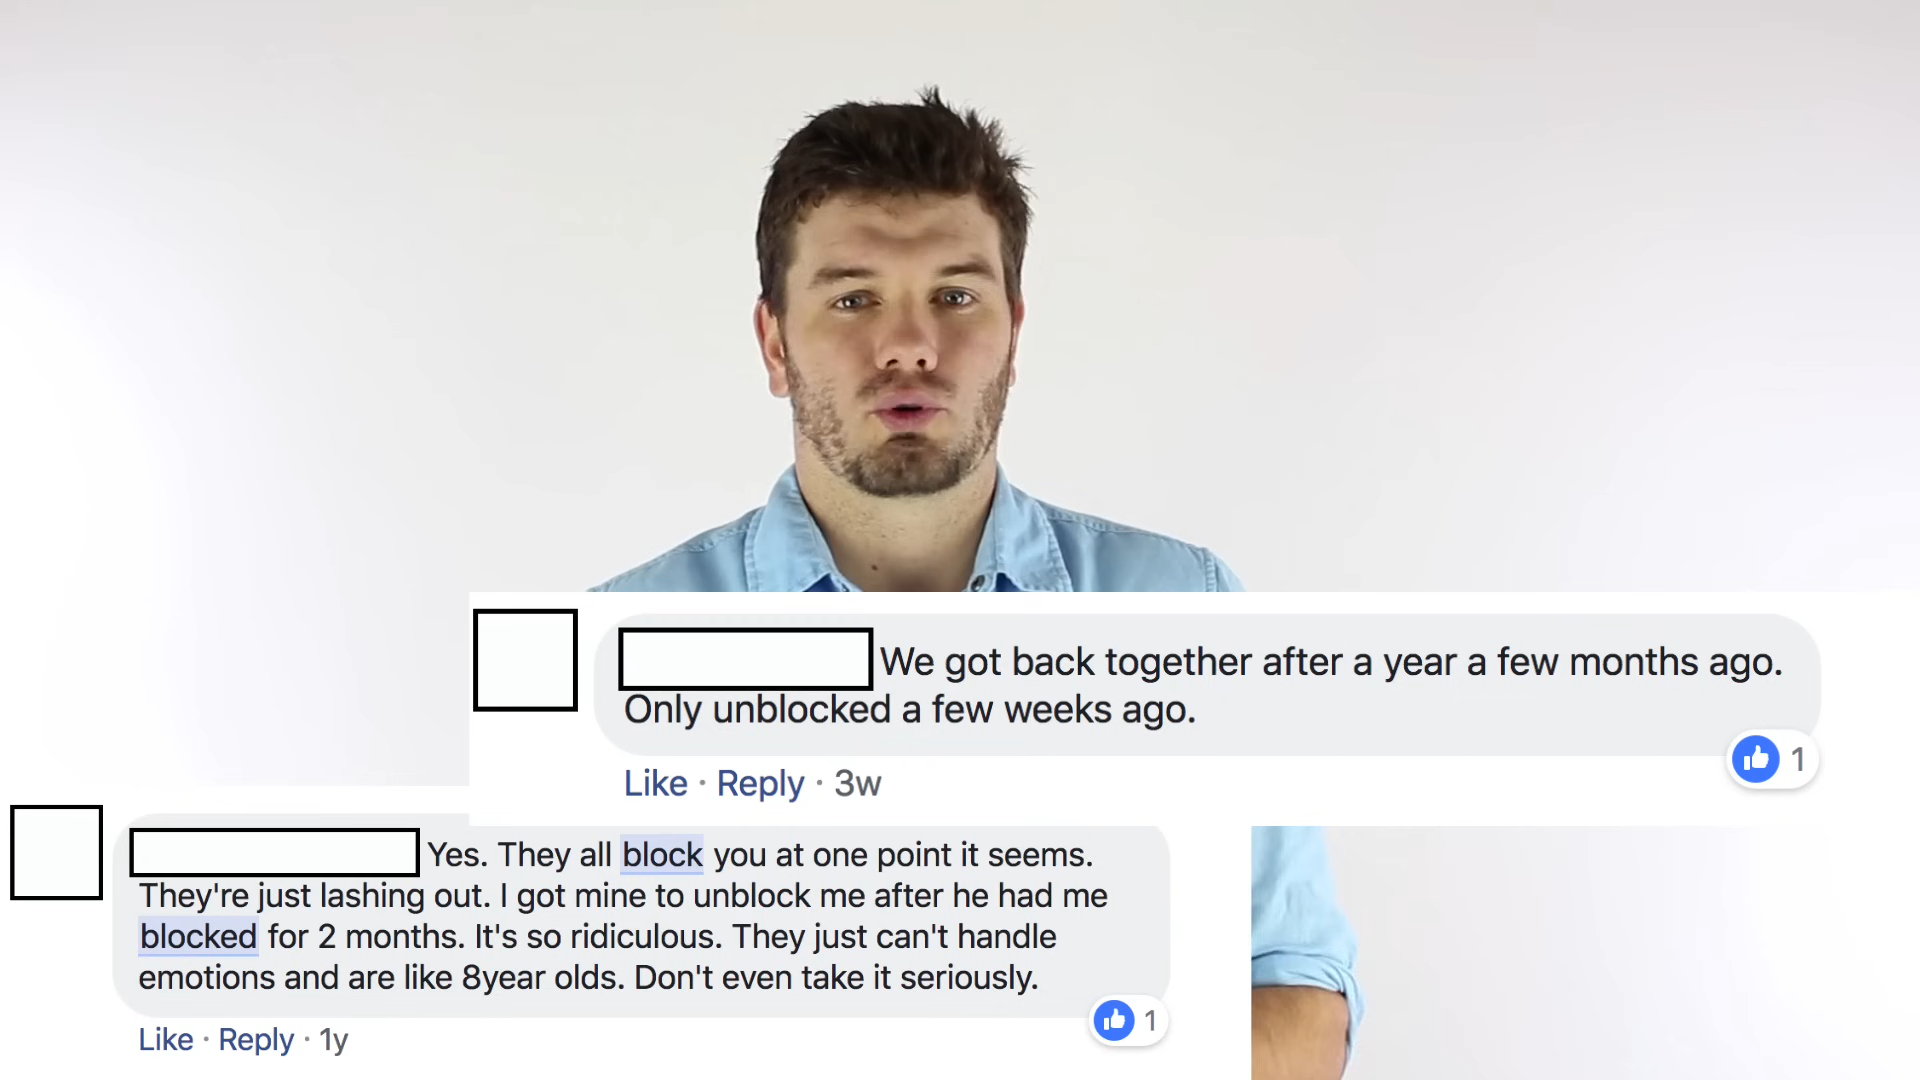 We got back together after a year a few months ago.
Only unblocked a few weeks ago.
1
Like · Reply · 3w
Yes. They all block you at one point it seems.
They're just lashing out. I got mine to unblock me after he had me
blocked for 2 months. It's so ridiculous. They just can't handle
emotions and are like 8year olds. Don't even take it seriously.
1
Like · Reply · 1y